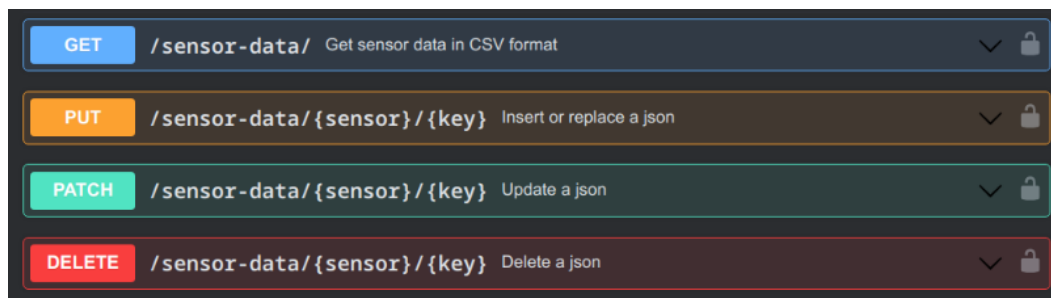 GET /sensor-data/ Get sensor data in CSV format
PUT /sensor-data/{sensor}/{key} Insert or replace a json
PATCH /sensor-data/{sensor}/{key} Update a json
DELETE /sensor-data/{sensor}/{key} Delete a json